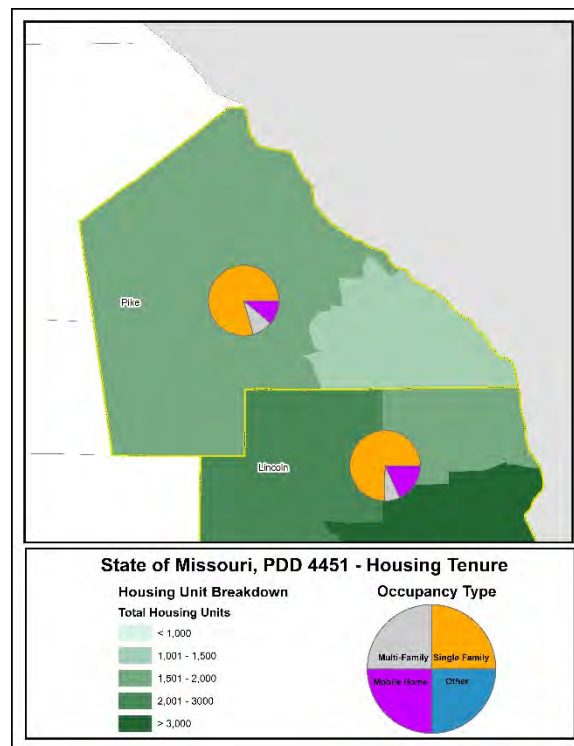 Pike
Lincoln
State of Missouri, PDD 4451 - Housing Tenure
Housing Unit Breakdown
Total Housing Units
< 1,000
1,001 - 1,500
1,501 - 2,000
2,001 - 3000
> 3,000
Occupancy Type
Multi-Family
Single Family
Mobile Home
Other